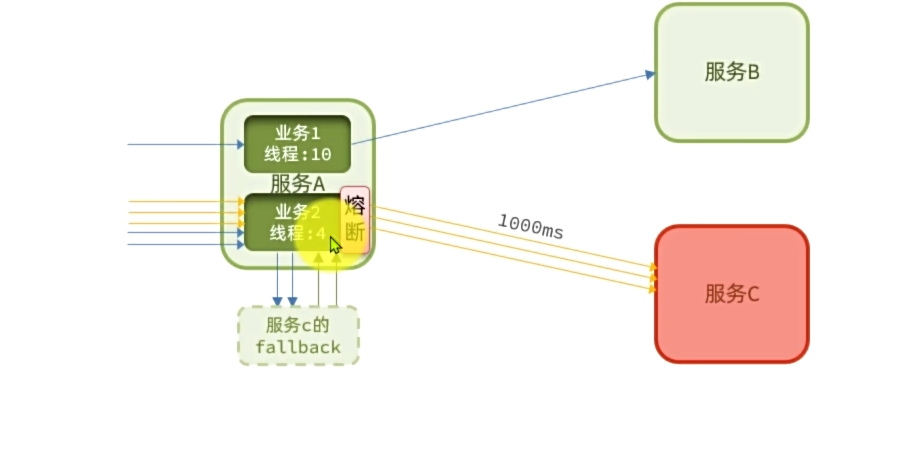 服务B
业务1
线程:10
服务A
业务2
线程:4
熔
断
1000ms
服务C
服务c的
fallback